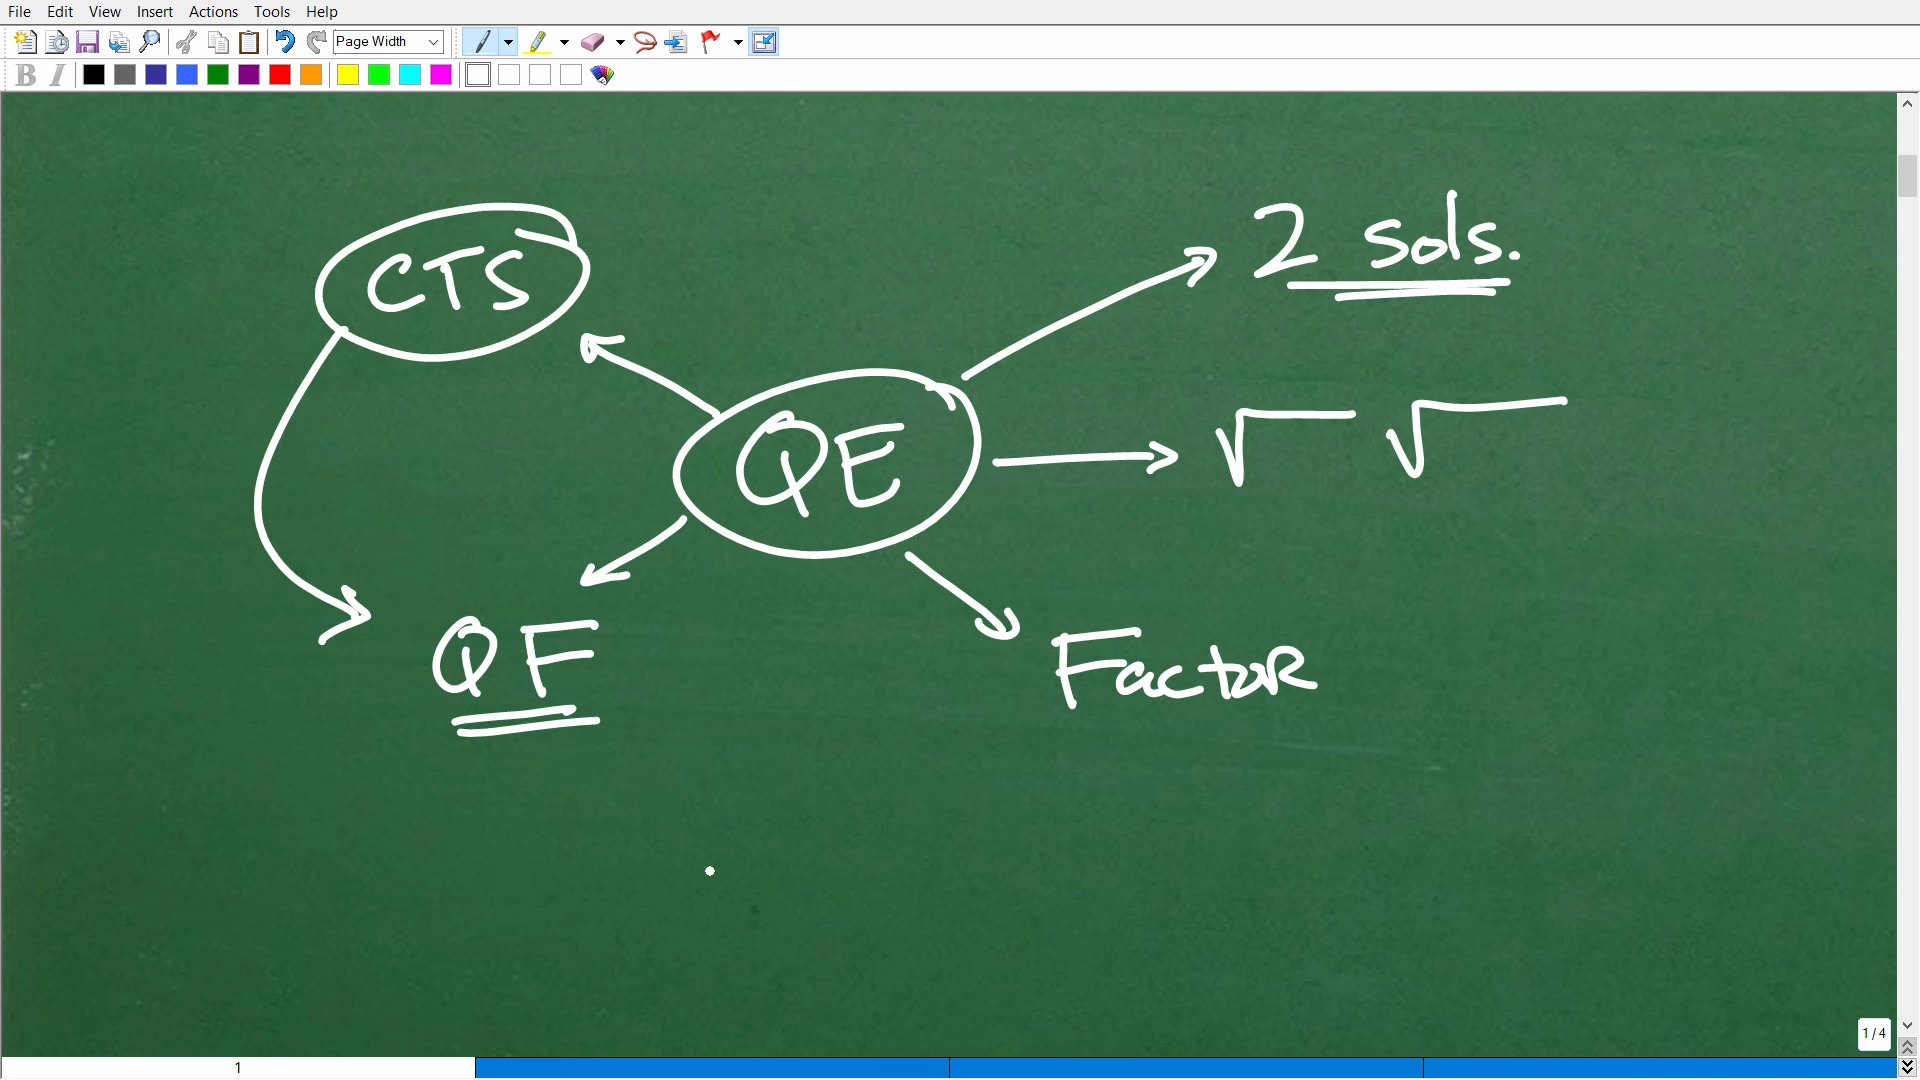 File Edit View Insert Actions Tools Help
Page Width
B I
CTS
2 sols.
QE
√ √
QF
Factor
1 / 4
1